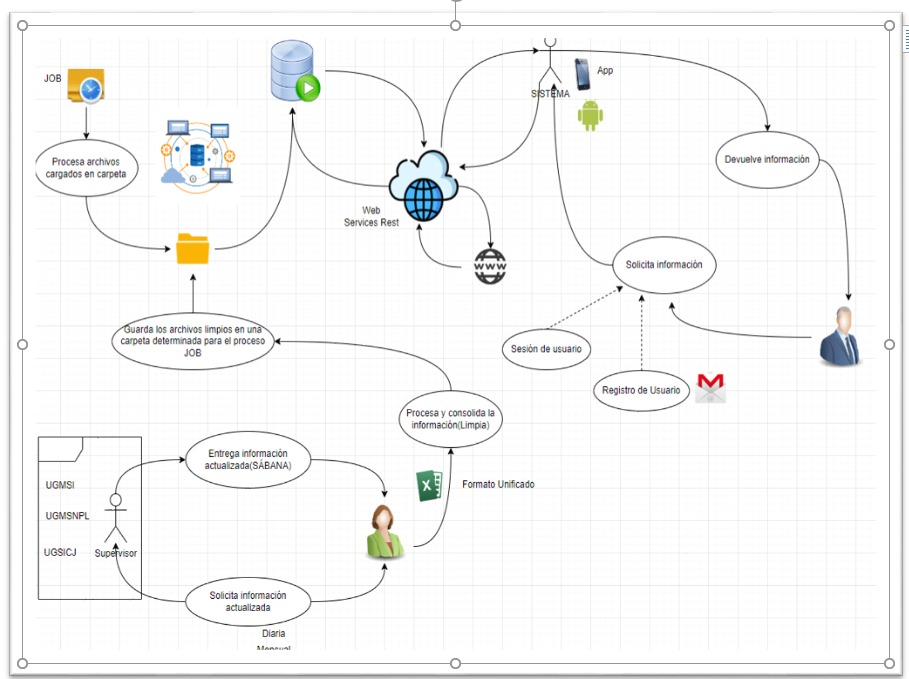 JOB
App
SISTEMA
Procesa archivos
cargados en carpeta
Devuelve información
Web
Services Rest
WWW
Solicita información
Guarda los archivos limpios en una
carpeta determinada para el proceso
JOB
Sesión de usuario
Registro de Usuario
Procesa y consolida la
información(Limpia)
Entrega información
actualizada(SÁBANA)
X
Formato Unificado
UGMSI
UGMSNPL
UGSICJ
Supervisor
Solicita información
actualizada
Diaria
Mensual